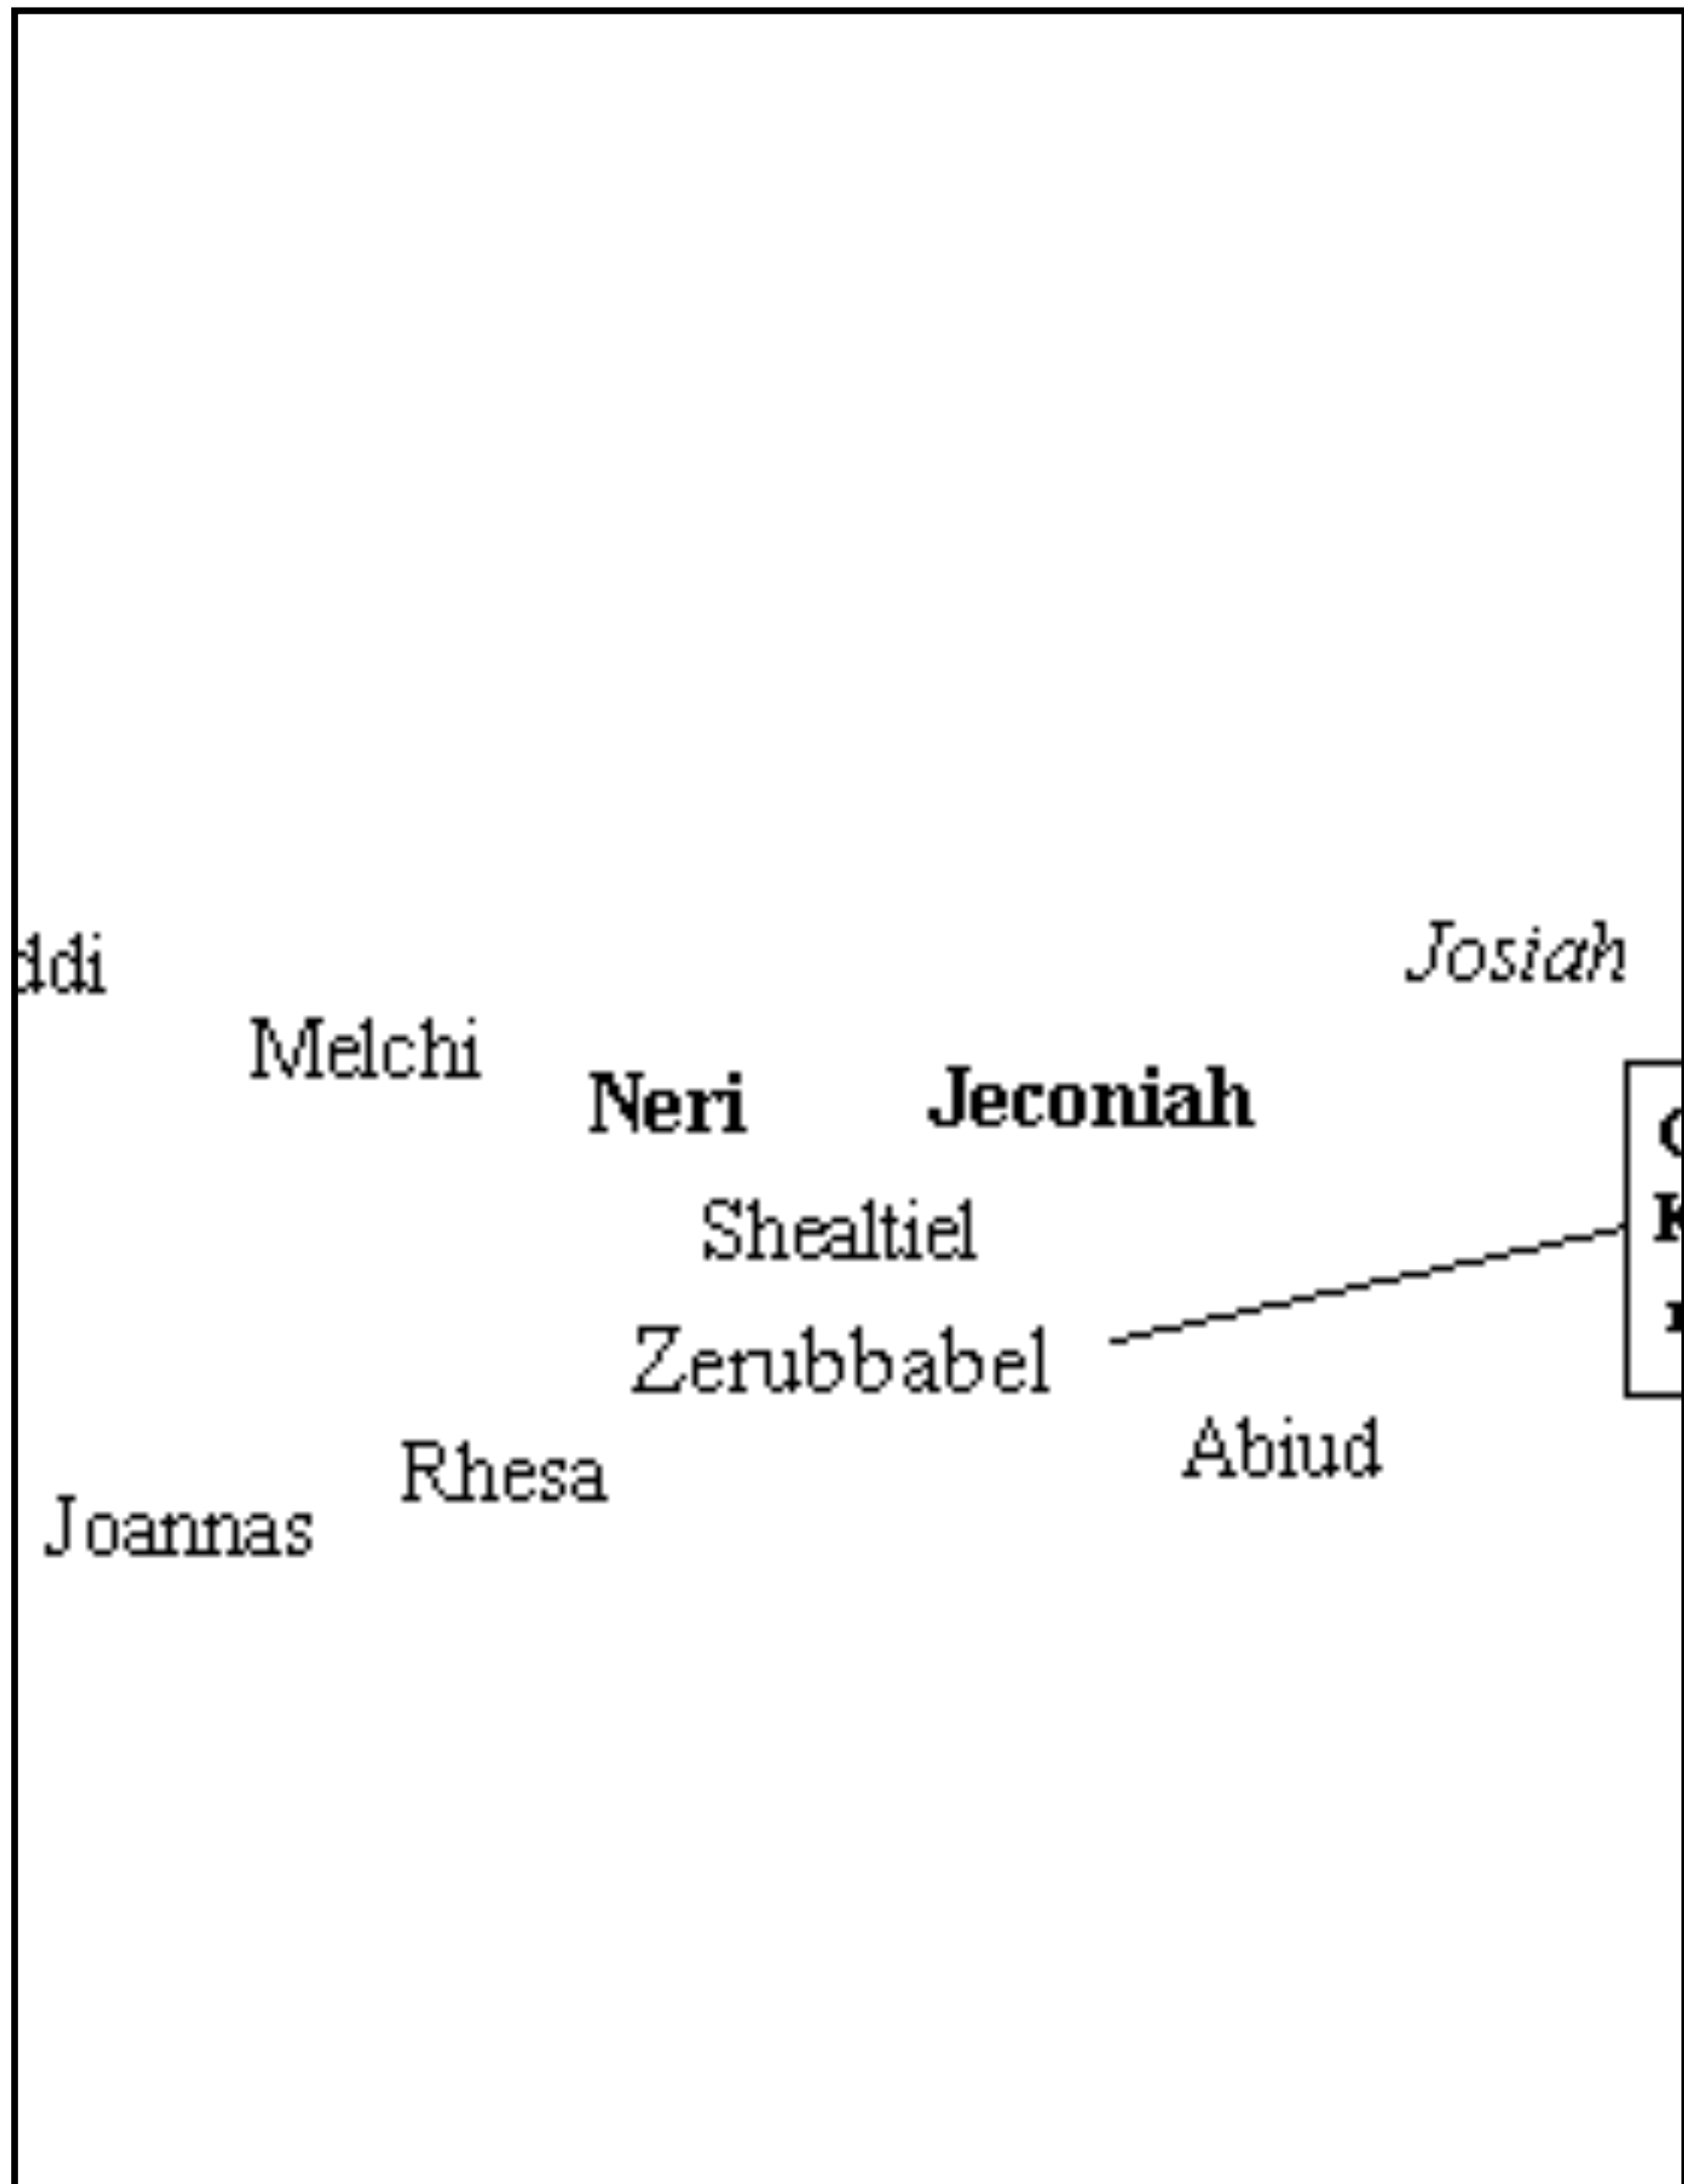 Josiah
Melchi
Neri
Jeconiah
Shealtiel
Zerubbabel
Abiud
Rhesa
Joannas